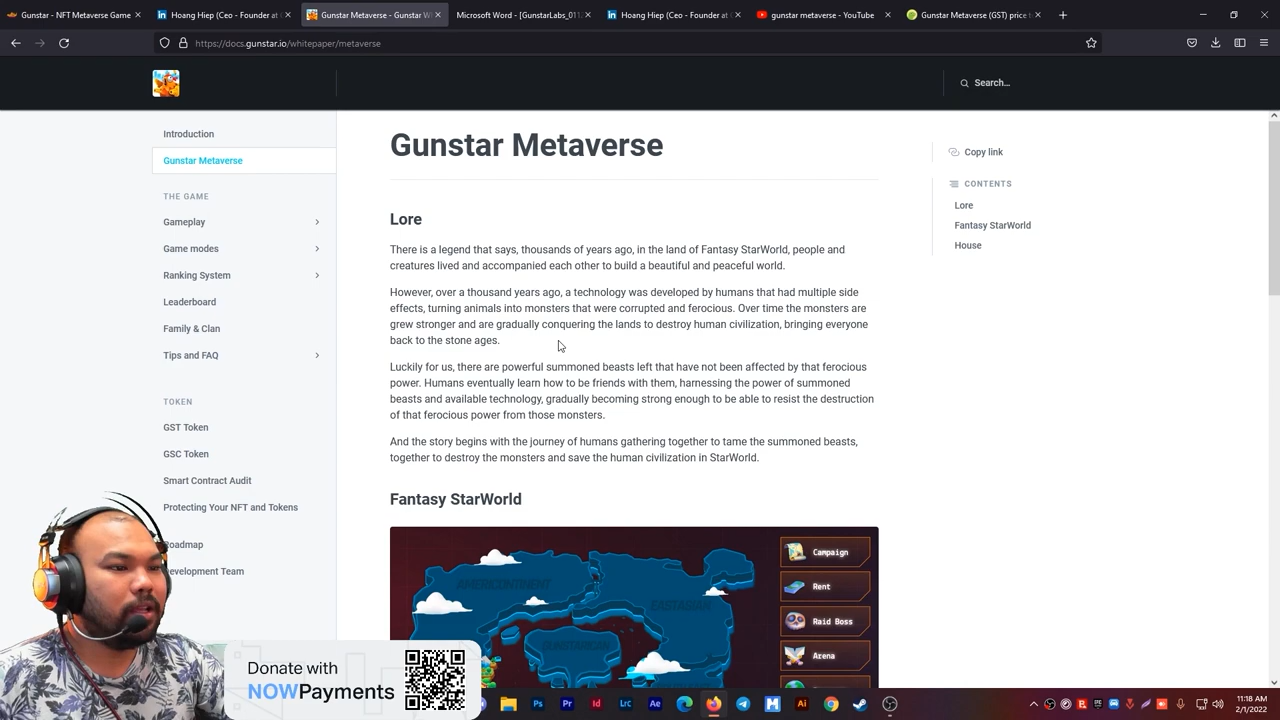 Gunstar - NFT Metaverse Game
Hoang Hiep (Ceo - Founder at
Gunstar Metaverse - Gunstar W
Microsoft Word - [GunstarLabs_011
Hoang Hiep (Ceo - Founder at
gunstar metaverse - YouTube
Gunstar Metaverse (GST) price
https://docs.gunstar.io/whitepaper/metaverse
Search...
Introduction
Gunstar Metaverse
THE GAME
Gameplay
Game modes
Ranking System
Leaderboard
Family & Clan
Tips and FAQ
TOKEN
GST Token
GSC Token
Smart Contract Audit
Protecting Your NFT and Tokens
Roadmap
evelopment Team
Gunstar Metaverse
Lore
There is a legend that says, thousands of years ago, in the land of Fantasy StarWorld, people and
creatures lived and accompanied each other to build a beautiful and peaceful world.
However, over a thousand years ago, a technology was developed by humans that had multiple side
effects, turning animals into monsters that were corrupted and ferocious. Over time the monsters are
grew stronger and are gradually conquering the lands to destroy human civilization, bringing everyone
back to the stone ages.
Luckily for us, there are powerful summoned beasts left that have not been affected by that ferocious
power. Humans eventually learn how to be friends with them, harnessing the power of summoned
beasts and available technology, gradually becoming strong enough to be able to resist the destruction
of that ferocious power from those monsters.
And the story begins with the journey of humans gathering together to tame the summoned beasts,
together to destroy the monsters and save the human civilization in StarWorld.
Fantasy StarWorld
AMERICONTINENT
EASTASIUM
GUNSTARICAN
Campaign
Rent
Raid Boss
Arena
Copy link
CONTENTS
Lore
Fantasy StarWorld
House
Donate with
NOWPayments
Ps
Pr
Id
Lrc
Ae
Ai
11:18 AM
2/1/2022